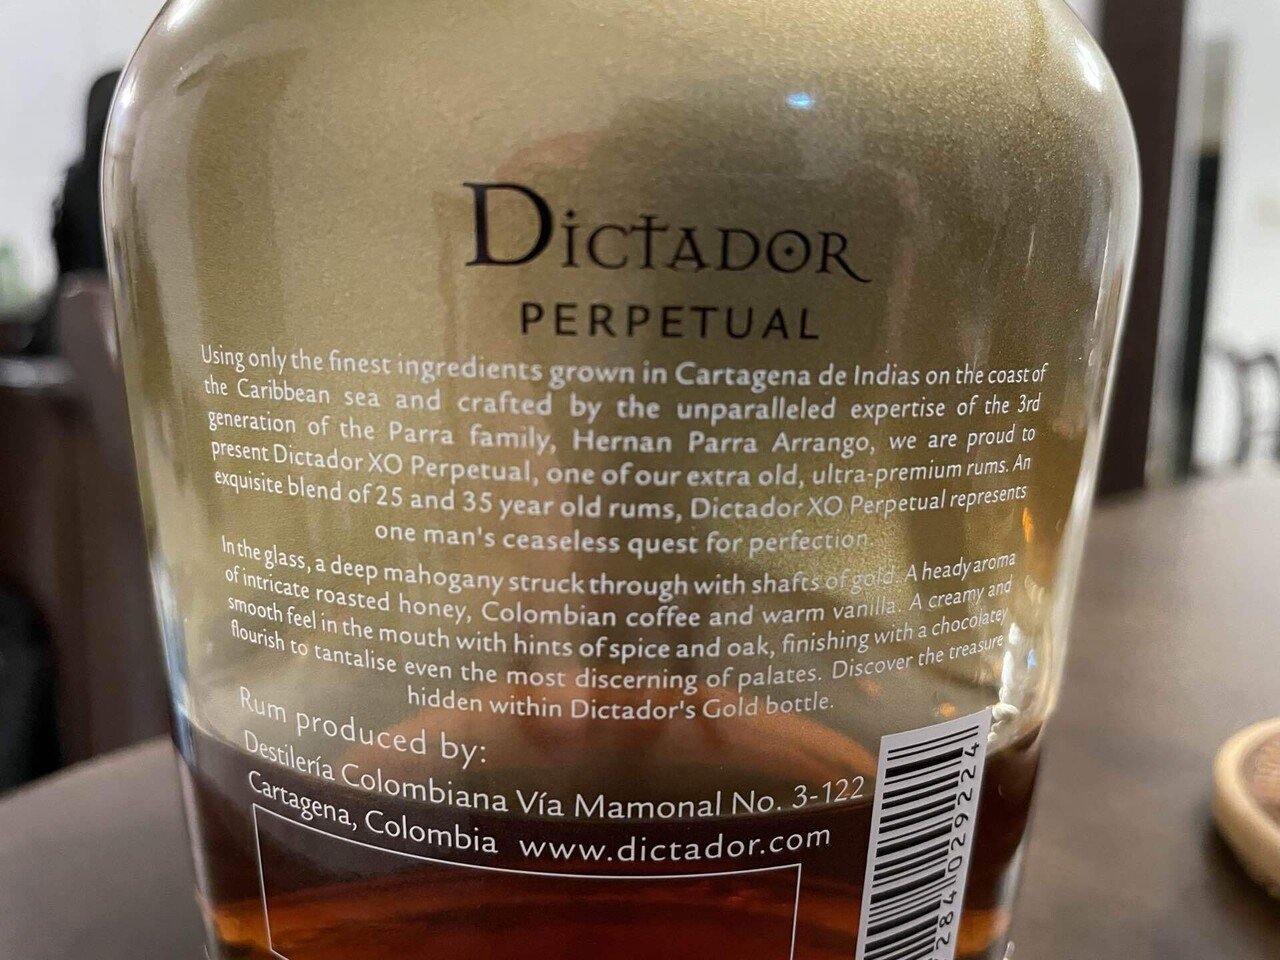 Dictador
PERPETUAL
Using only the finest ingredients grown in Cartagena de Indias on the coast of
the Caribbean sea and crafted by the unparalleled expertise of the 3rd
generation of the Parra family, Hernan Parra Arrango, we are proud to
present Dictador XO Perpetual, one of our extra old, ultra-premium rums. An
exquisite blend of 25 and 35 year old rums, Dictador XO Perpetual represents
one man's ceaseless quest for perfection.
In the glass, a deep mahogany struck through with shafts of gold. A heady aroma
of intricate roasted honey, Colombian coffee and warm vanilla. A creamy and
smooth feel in the mouth with hints of spice and oak, finishing with a chocolatey
flourish to tantalise even the most discerning of palates. Discover the treasure
hidden within Dictador's Gold bottle.
Rum produced by:
Destilería Colombiana Vía Mamonal No. 3-122
Cartagena, Colombia www.dictador.com
284 029224